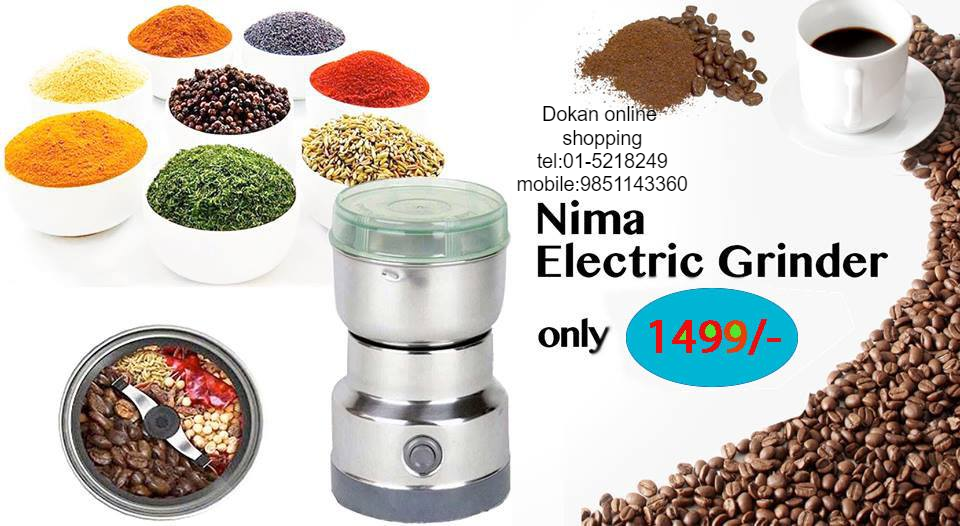 Dokan online
shopping
tel:01-5218249
mobile:9851143360
Nima
Electric Grinder
only 1499/-